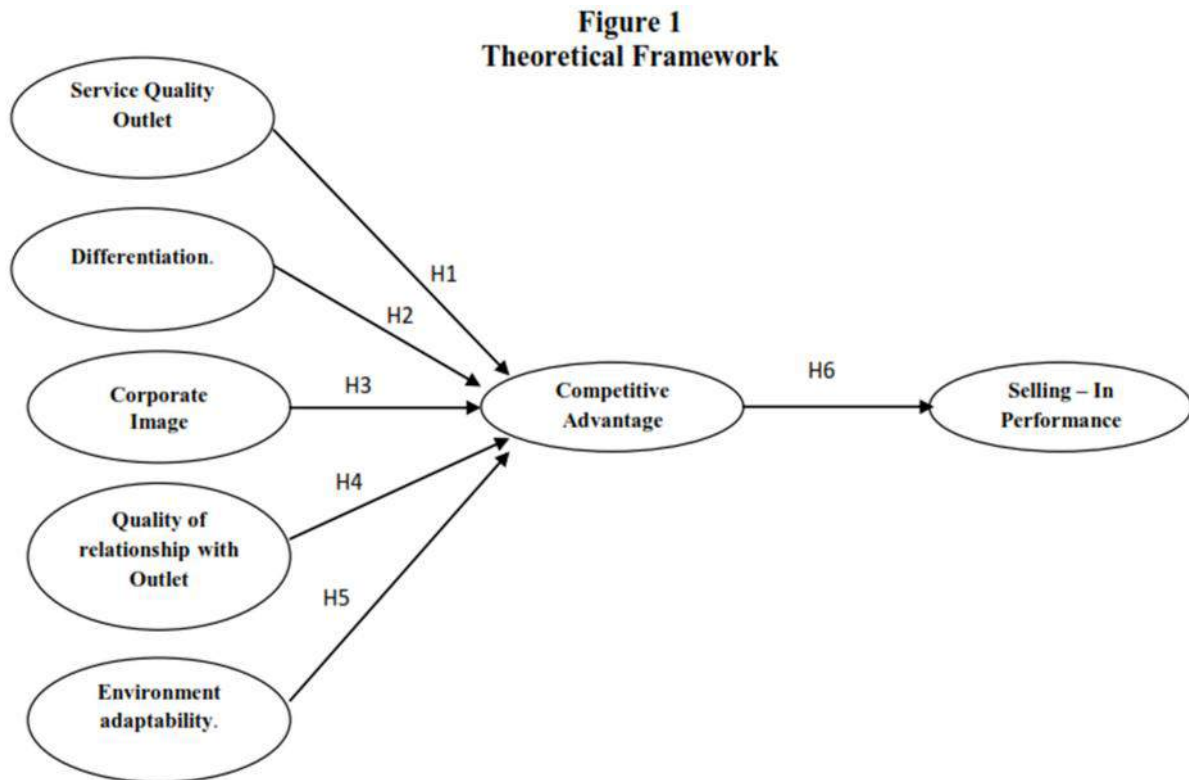 Figure 1
Theoretical Framework
Service Quality
Outlet
Differentiation.
H1
H2
Corporate
Image
H3
Competitive
Advantage
H6
Selling – In
Performance
Quality of
relationship with
Outlet
H4
H5
Environment
adaptability.